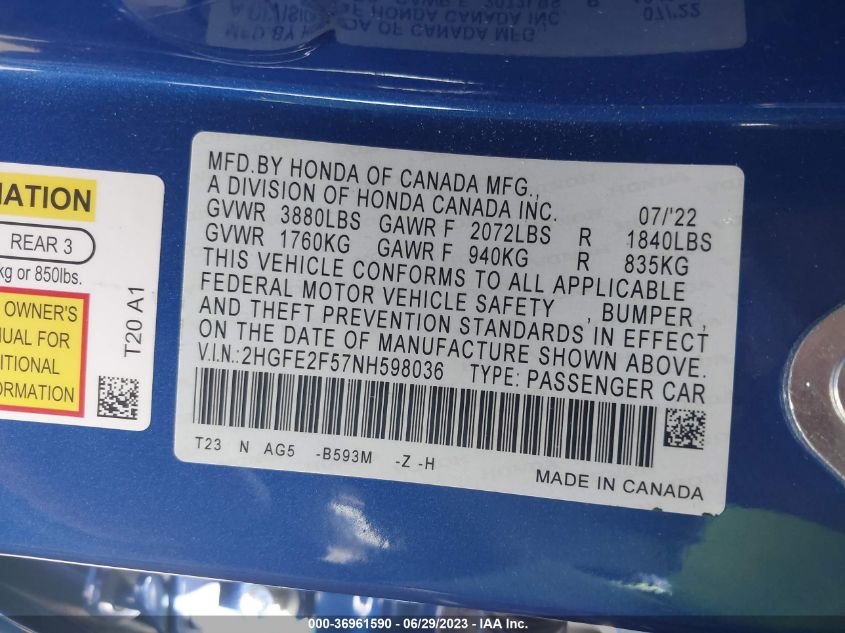 MATION
REAR 3
kg or 850lbs.
OWNER'S
NUAL FOR
ITIONAL
ORMATION
T20 A1
MFD.BY HONDA OF CANADA MFG.,
A DIVISION OF HONDA CANADA INC. 07/'22
GVWR 3880LBS GAWR F 2072LBS R 1840LBS
GVWR 1760KG GAWR F 940KG R 835KG
THIS VEHICLE CONFORMS TO ALL APPLICABLE
FEDERAL MOTOR VEHICLE SAFETY , BUMPER ,
AND THEFT PREVENTION STANDARDS IN EFFECT
ON THE DATE OF MANUFACTURE SHOWN ABOVE.
V.I.N.:2HGFE2F57NH598036 TYPE: PASSENGER CAR
T23 N AG5 -B593M -Z -H
MADE IN CANADA
000-36961590 - 06/29/2023 - IAA Inc.